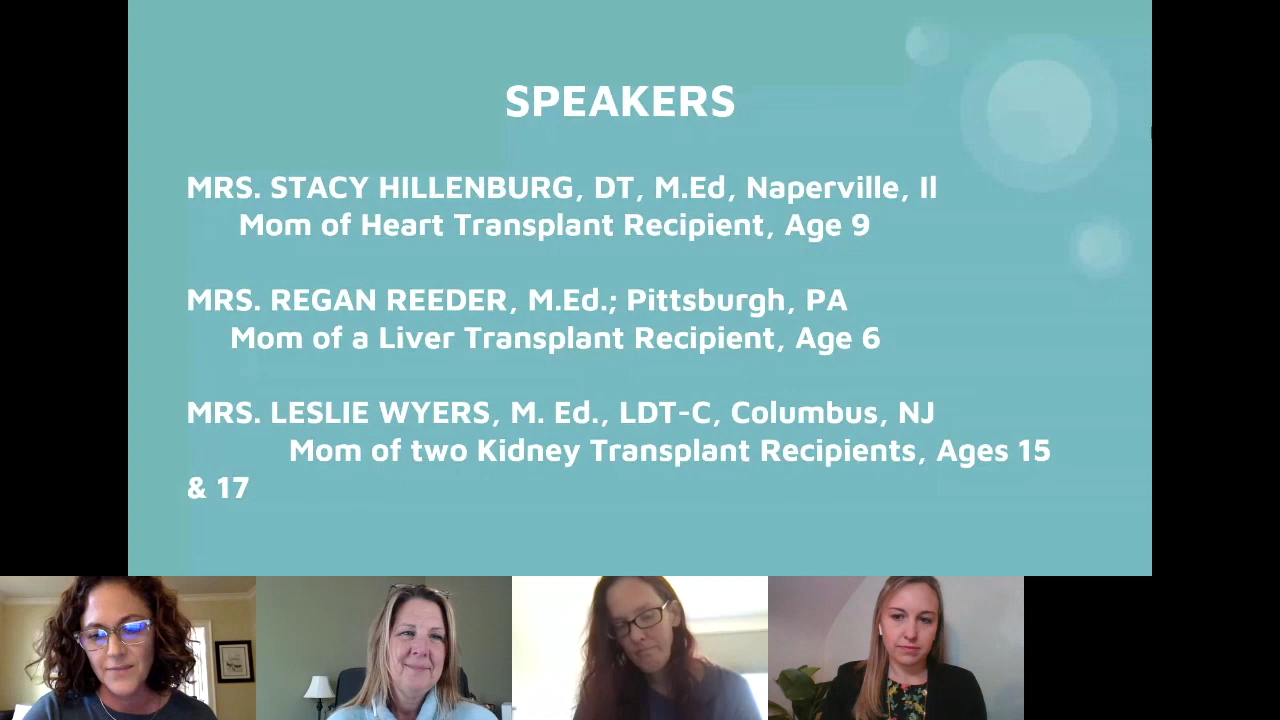 SPEAKERS
MRS. STACY HILLENBURG, DT, M.Ed, Naperville, Il
Mom of Heart Transplant Recipient, Age 9
MRS. REGAN REEDER, M.Ed.; Pittsburgh, PA
Mom of a Liver Transplant Recipient, Age 6
MRS. LESLIE WYERS, M. Ed., LDT-C, Columbus, NJ
Mom of two Kidney Transplant Recipients, Ages 15
& 17